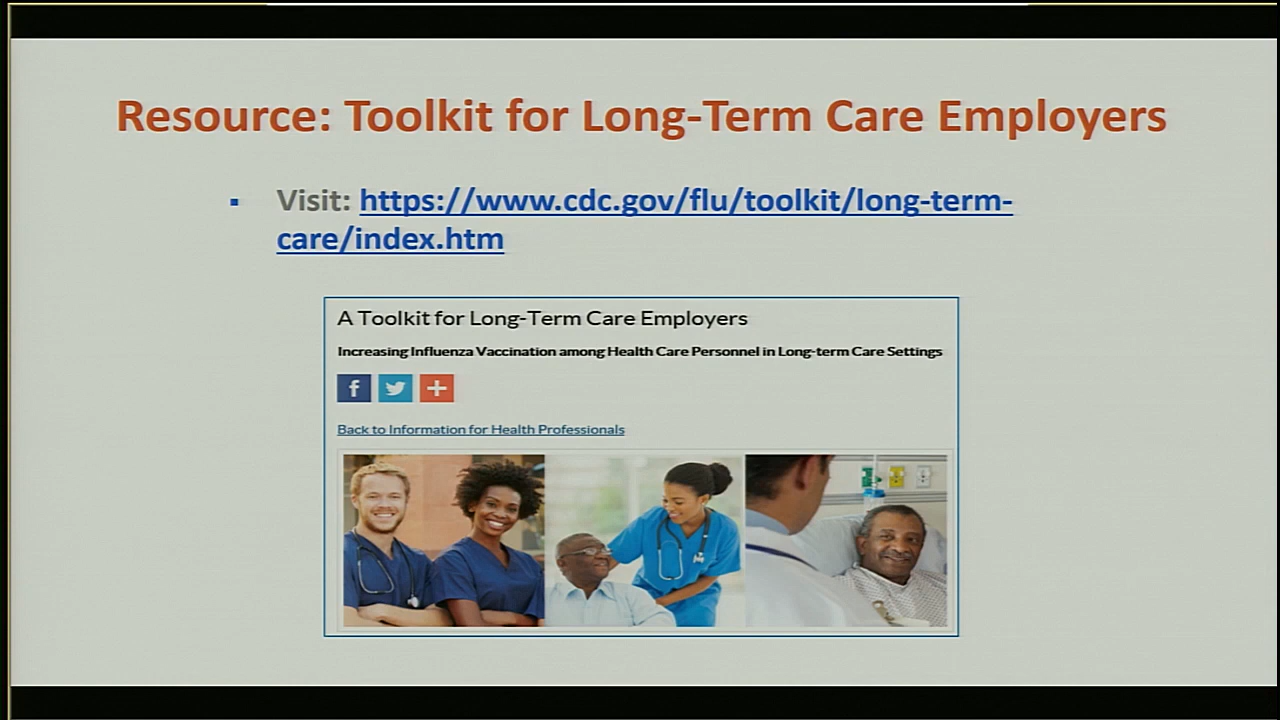 Resource: Toolkit for Long-Term Care Employers
▪ Visit: https://www.cdc.gov/flu/toolkit/long-term-
care/index.htm
A Toolkit for Long-Term Care Employers
Increasing Influenza Vaccination among Health Care Personnel in Long-term Care Settings
Back to Information for Health Professionals